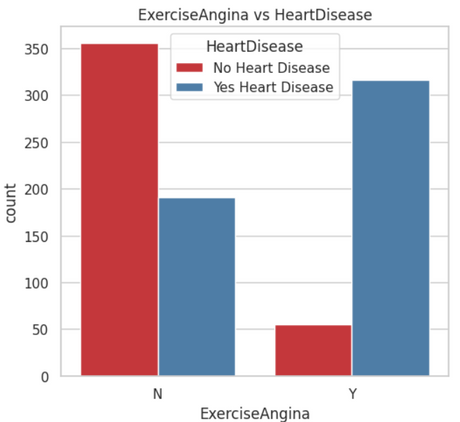 ExerciseAngina vs HeartDisease
HeartDisease
No Heart Disease
Yes Heart Disease
count
350
300
250
200
150
100
50
0
N Y
ExerciseAngina